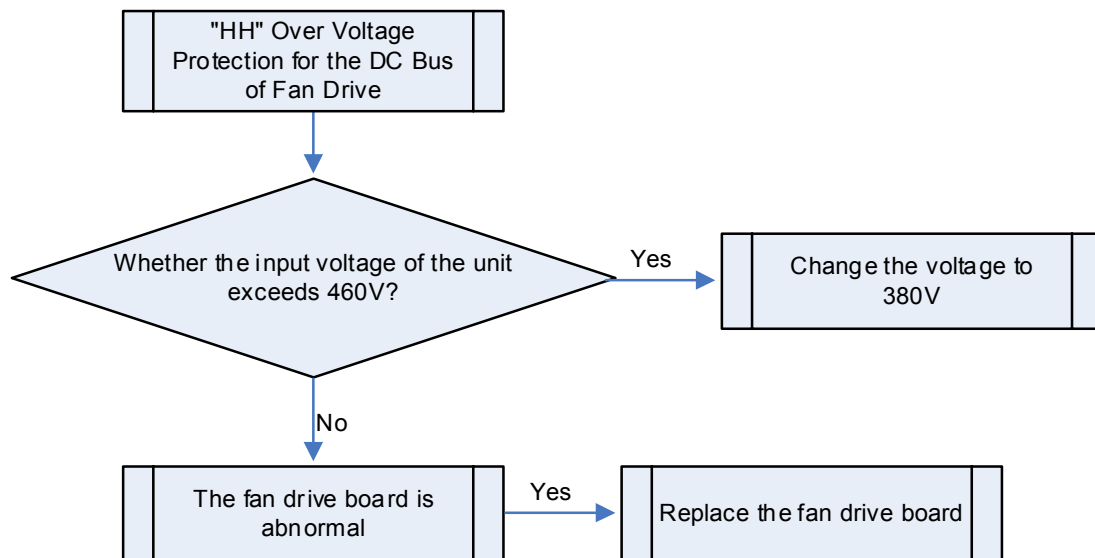 "HH" Over Voltage
Protection for the DC Bus
of Fan Drive
Whether the input voltage of the unit
exceeds 460V?
Yes
Change the voltage to
380V
No
The fan drive board is
abnormal
Yes
Replace the fan drive board